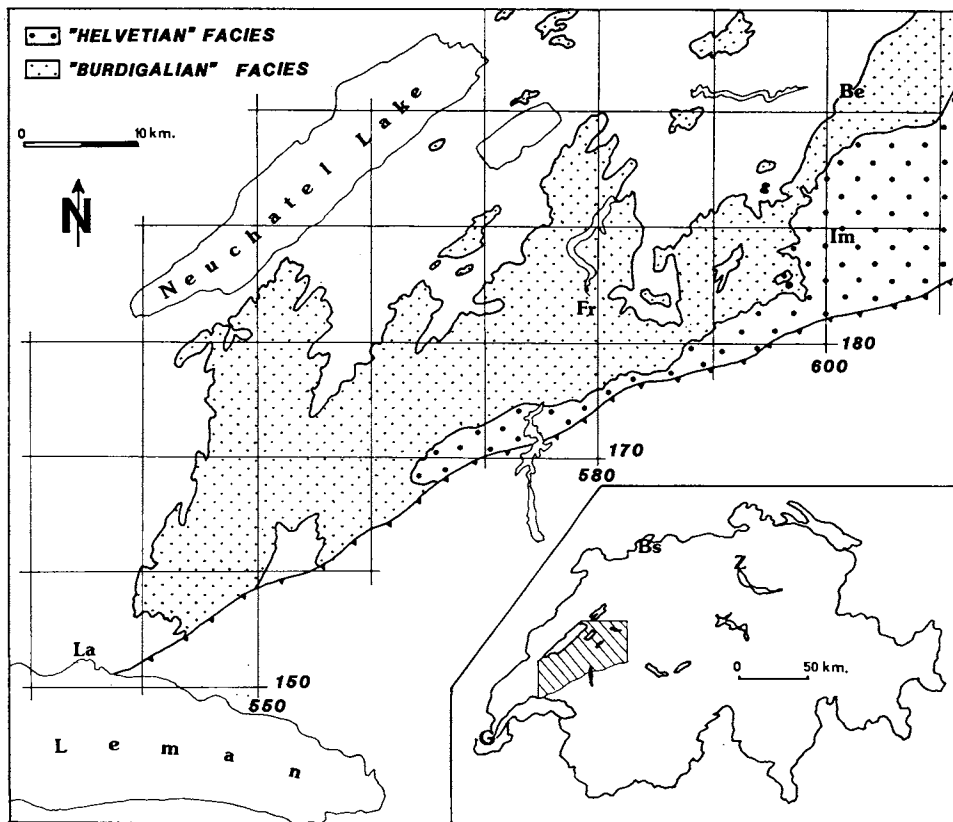 "HELVETIAN" FACIES
"BURDIGALIAN" FACIES
0 10 km.
N
Neuchatel Lake
Be
Im
Fr
180
600
170
580
La
150
550
Leman
Bs
Z
0 50 km.
G